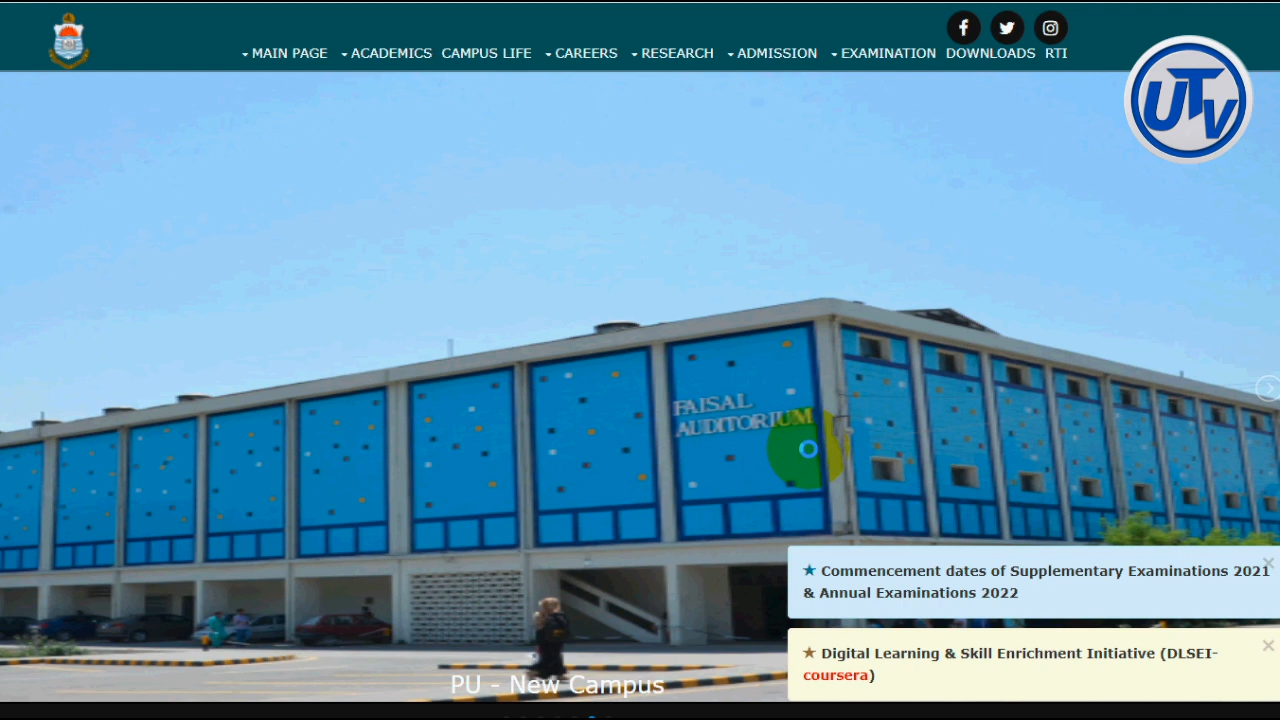 MAIN PAGE ACADEMICS CAMPUS LIFE CAREERS RESEARCH ADMISSION EXAMINATION DOWNLOADS RTI
UTV
FAISAL
AUDITORIUM
★ Commencement dates of Supplementary Examinations 2021
& Annual Examinations 2022
★ Digital Learning & Skill Enrichment Initiative (DLSEI-
coursera)
PU - New Campus